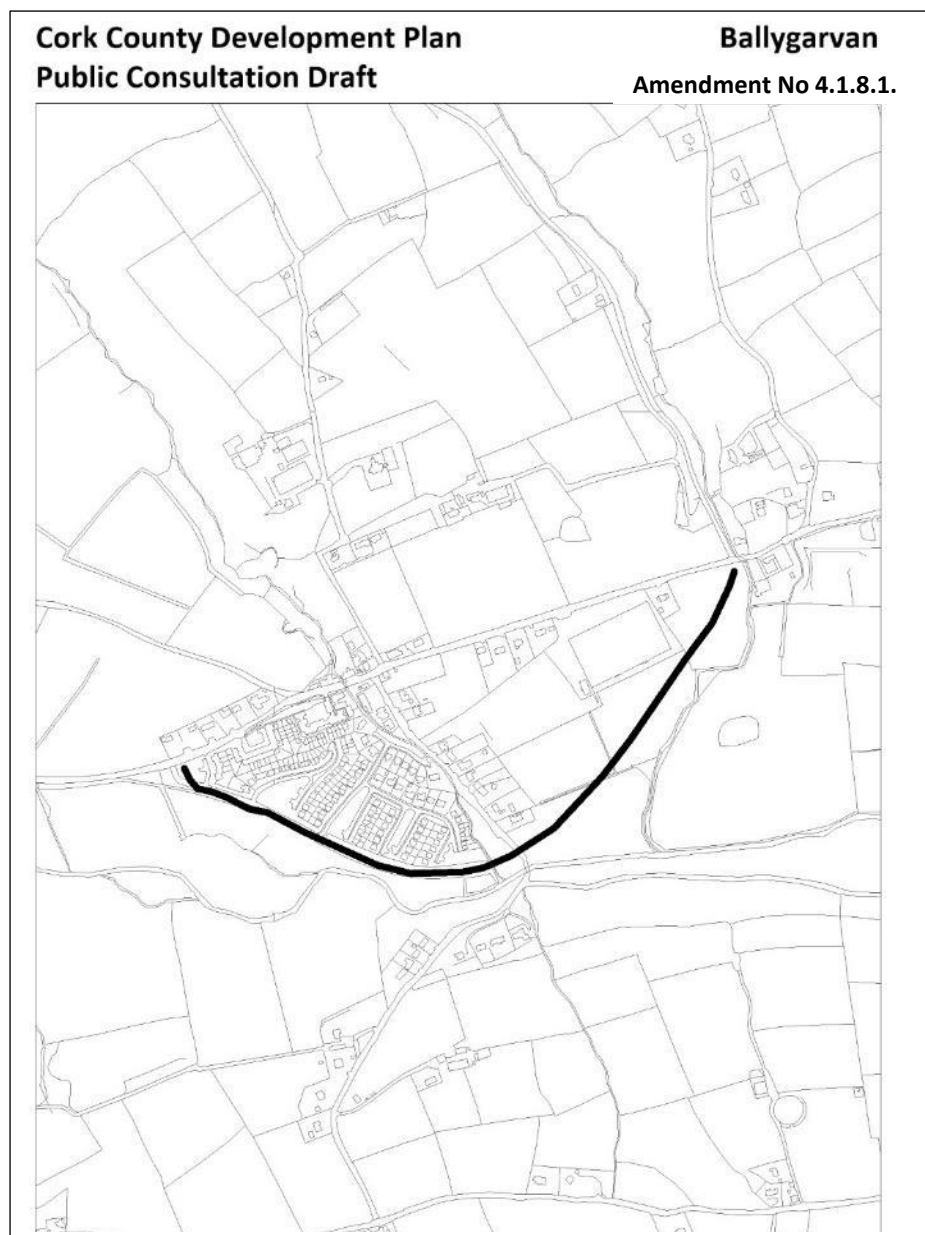 Cork County Development Plan
Ballygarvan
Public Consultation Draft
Amendment No 4.1.8.1.